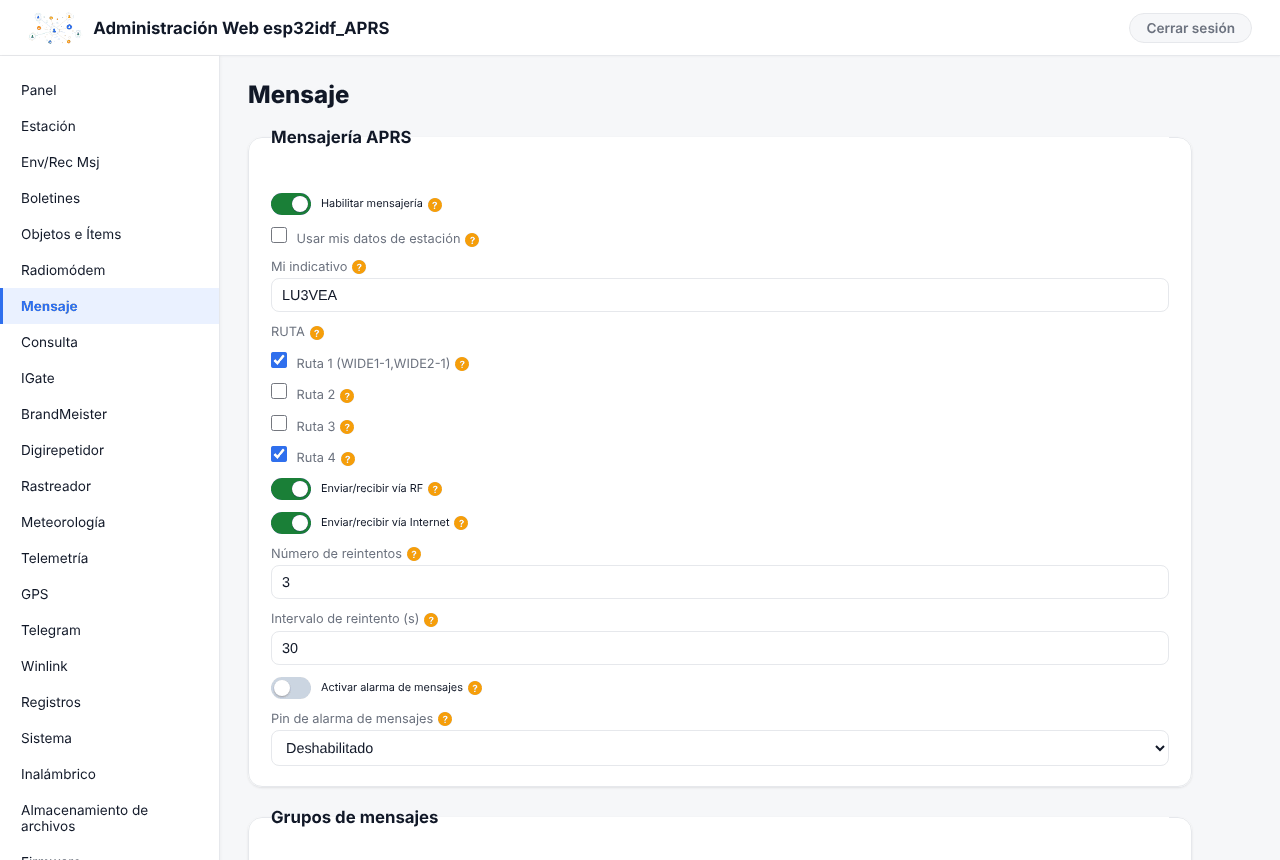 Administración Web esp32idf_APRS
Cerrar sesión
Panel
Estación
Env/Rec Msj
Boletines
Objetos e Ítems
Radiomódem
Mensaje
Consulta
IGate
BrandMeister
Digirepetidor
Rastreador
Meteorología
Telemetría
GPS
Telegram
Winlink
Registros
Sistema
Inalámbrico
Almacenamiento de
archivos
Mensaje
Mensajería APRS
Habilitar mensajería ?
Usar mis datos de estación ?
Mi indicativo ?
LU3VEA
RUTA ?
Ruta 1 (WIDE1-1,WIDE2-1) ?
Ruta 2 ?
Ruta 3 ?
Ruta 4 ?
Enviar/recibir vía RF ?
Enviar/recibir vía Internet ?
Número de reintentos ?
3
Intervalo de reintento (s) ?
30
Activar alarma de mensajes ?
Pin de alarma de mensajes ?
Deshabilitado
Grupos de mensajes